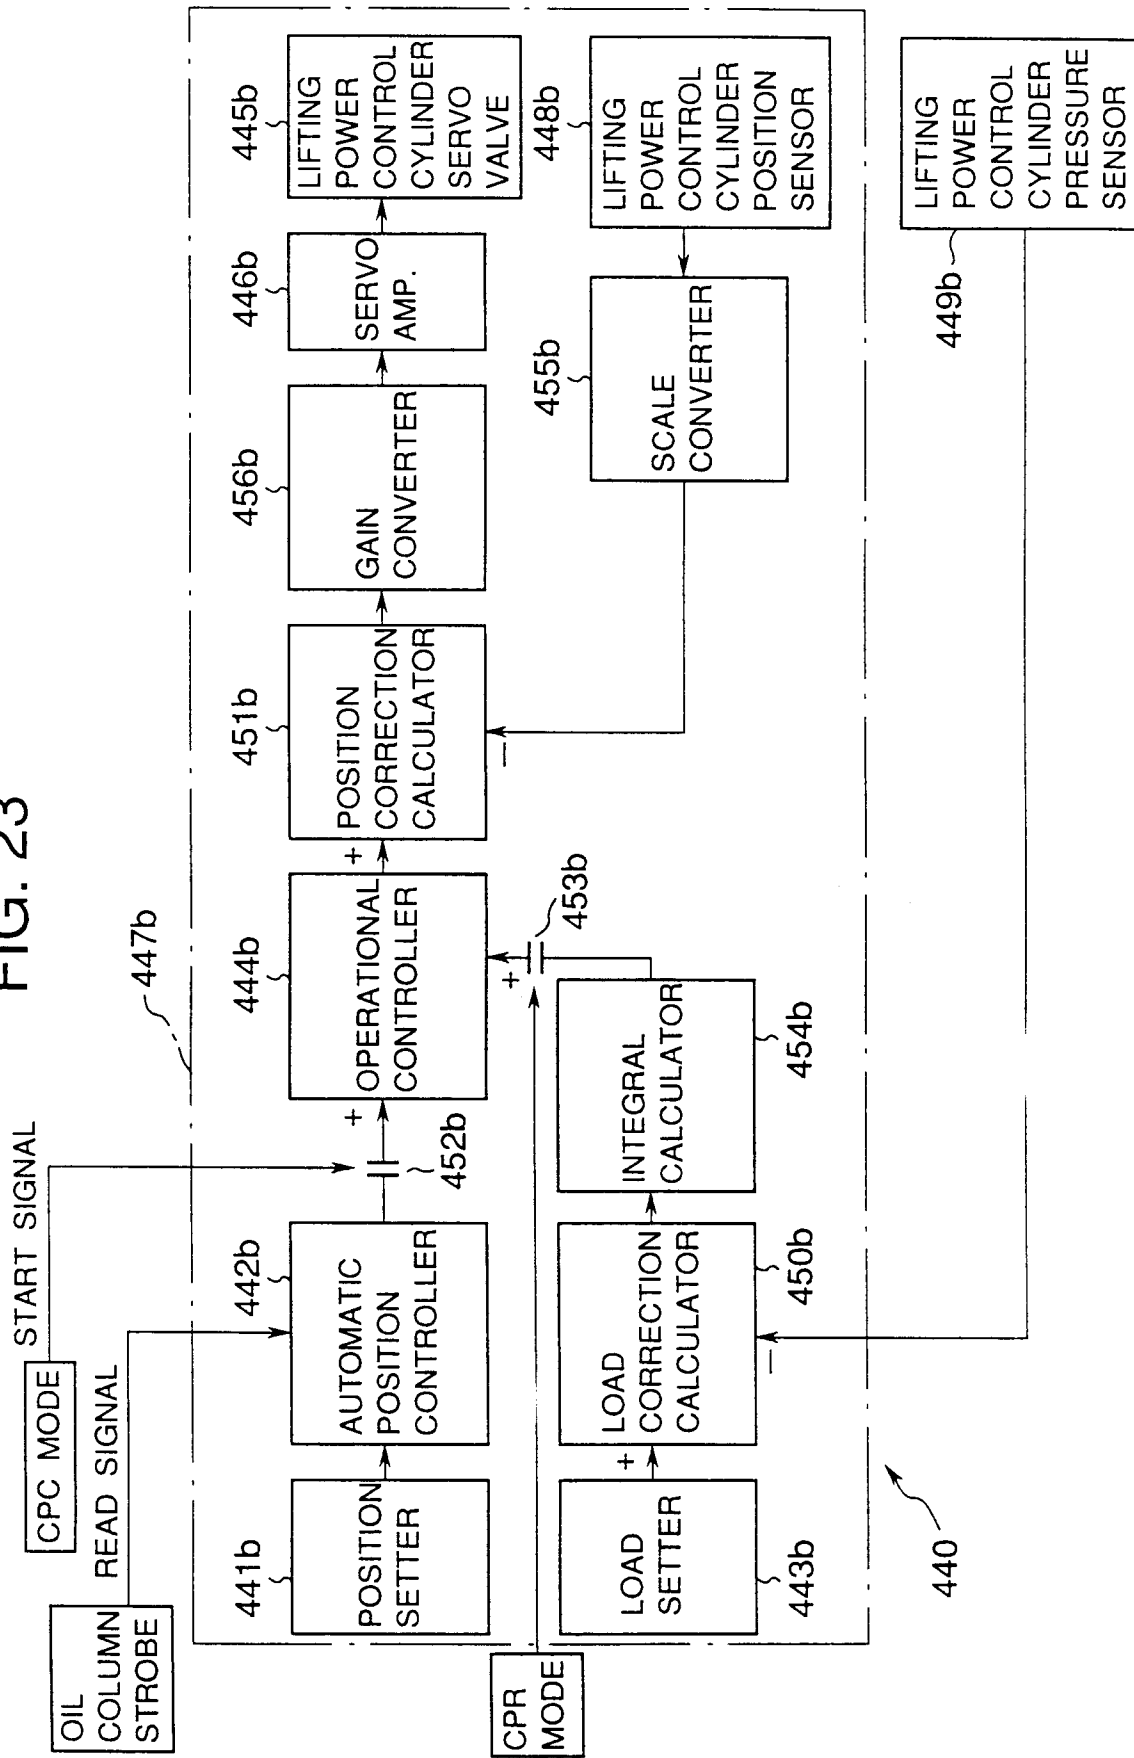 FIG. 23
OIL
COLUMN
STROBE
READ SIGNAL
CPC MODE
START SIGNAL
447b
441b
POSITION
SETTER
442b
AUTOMATIC
POSITION
CONTROLLER
452b
+
444b
OPERATIONAL
CONTROLLER
+
451b
POSITION
CORRECTION
CALCULATOR
−
456b
GAIN
CONVERTER
446b
SERVO
AMP.
445b
LIFTING
POWER
CONTROL
CYLINDER
SERVO
VALVE
CPR
MODE
+
453b
LOAD
SETTER
443b
+
LOAD
CORRECTION
CALCULATOR
450b
−
INTEGRAL
CALCULATOR
454b
455b
SCALE
CONVERTER
448b
LIFTING
POWER
CONTROL
CYLINDER
POSITION
SENSOR
449b
LIFTING
POWER
CONTROL
CYLINDER
PRESSURE
SENSOR
440